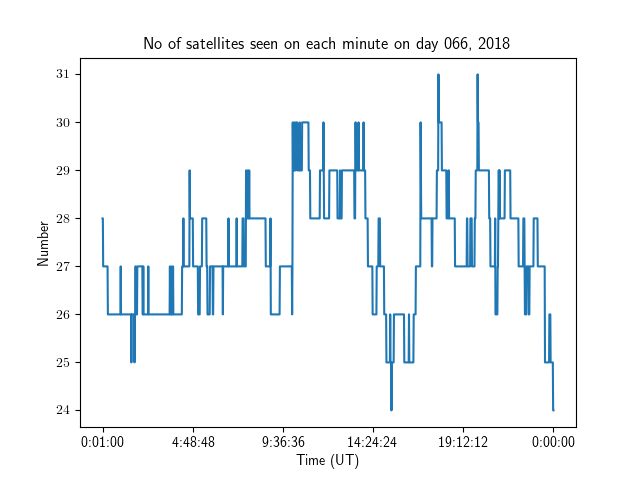 No of satellites seen on each minute on day 066, 2018
31
30
29
28
27
26
25
24
Number
0:01:00 4:48:48 9:36:36 14:24:24 19:12:12 0:00:00
Time (UT)